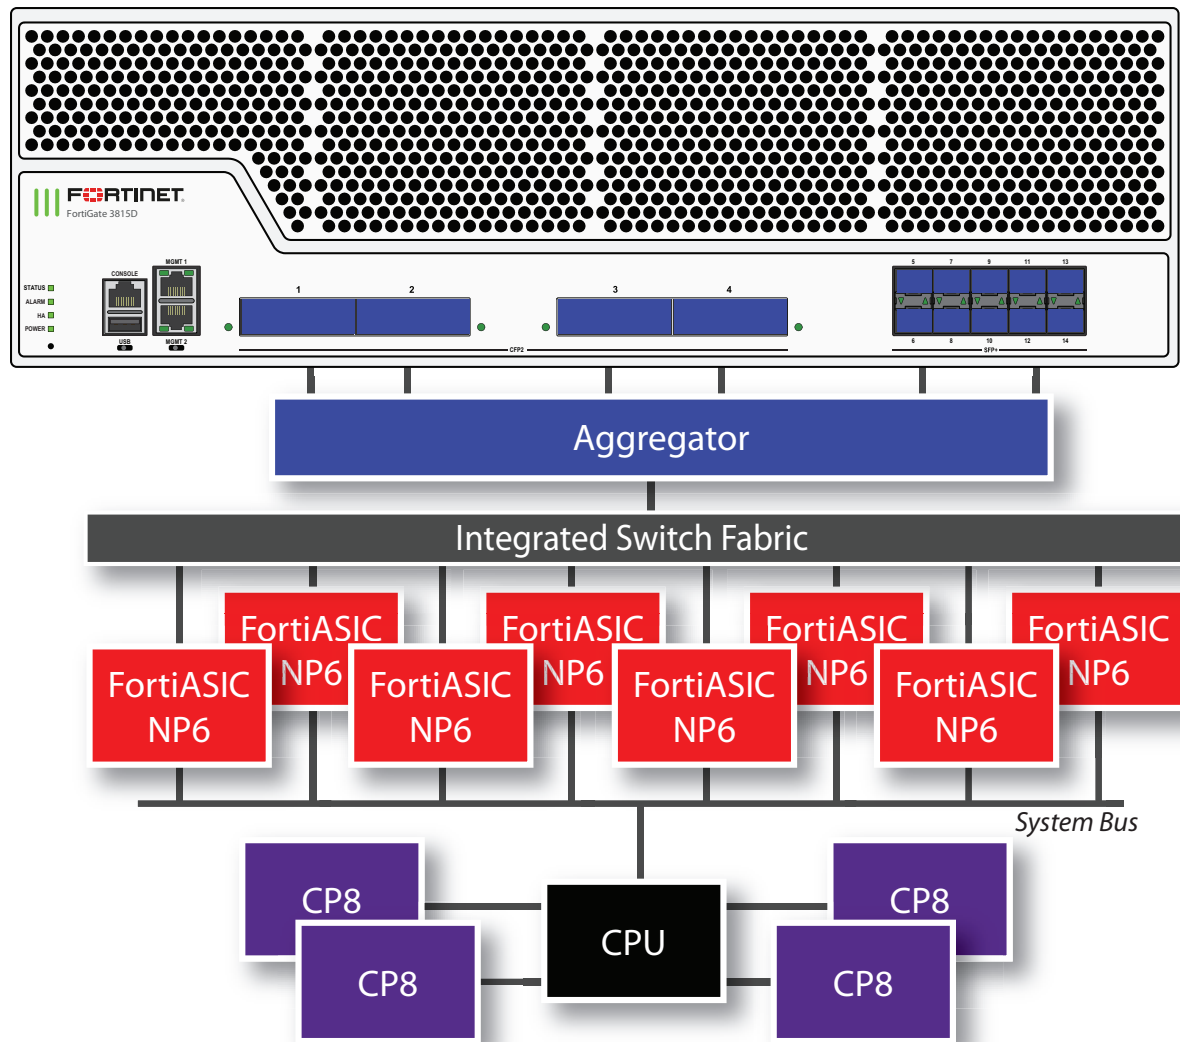 FORTINET
FortiGate 3815D
MGMT 1
CONSOLE
STATUS
ALARM
HA
POWER
USB
MGMT 2
1 2 3 4
CFP2
5 7 9 11 13
6 8 10 12 14
SFP+
Aggregator
Integrated Switch Fabric
FortiASIC
NP6
FortiASIC
NP6
FortiASIC
NP6
FortiASIC
NP6
FortiASIC
NP6
FortiASIC
NP6
FortiASIC
NP6
FortiASIC
NP6
System Bus
CP8
CP8
CPU
CP8
CP8